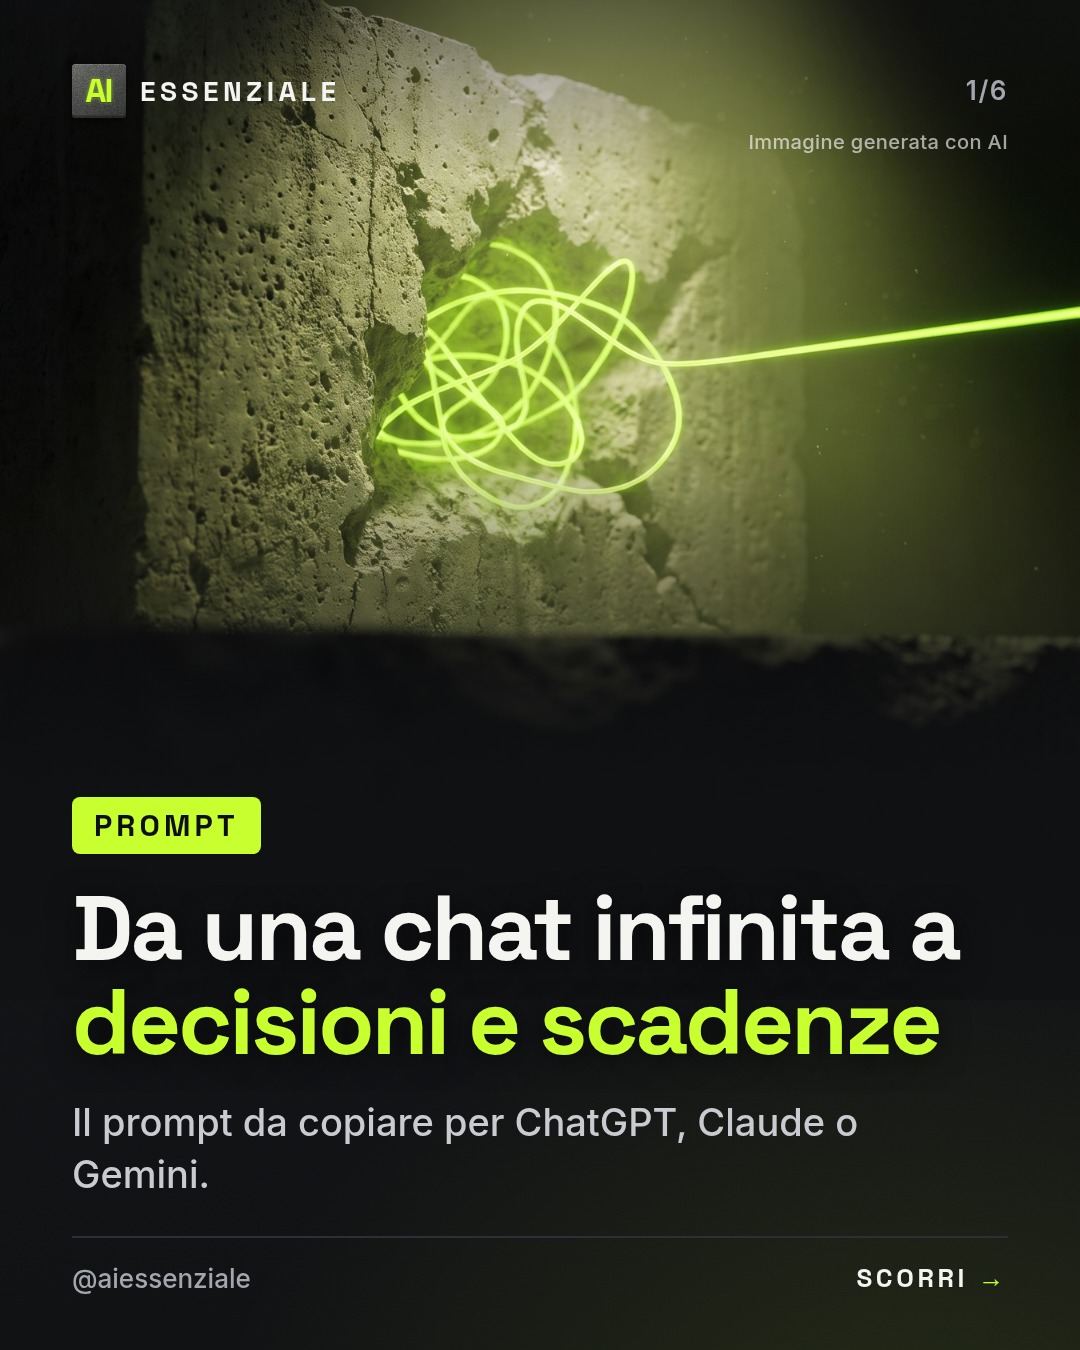 AI ESSENZIALE
1/6
Immagine generata con AI
PROMPT
Da una chat infinita a
decisioni e scadenze
Il prompt da copiare per ChatGPT, Claude o
Gemini.
@aiessenziale
SCORRI →